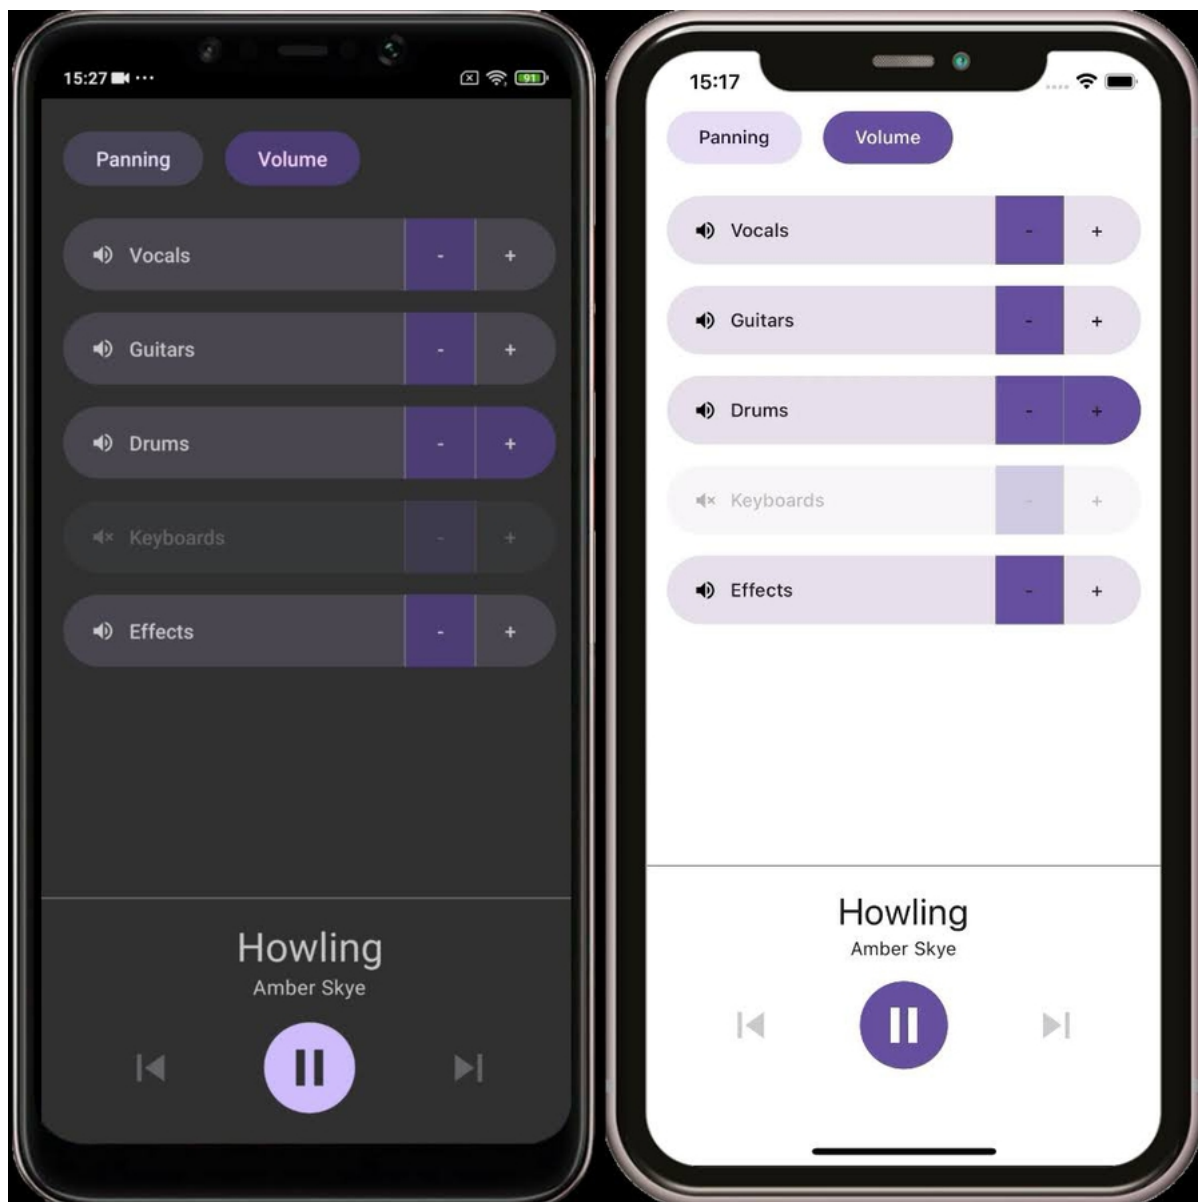 15:27 ...
91
Panning Volume
Vocals - +
Guitars - +
Drums - +
Keyboards - +
Effects - +
Howling
Amber Skye
15:17
Panning Volume
Vocals - +
Guitars - +
Drums - +
Keyboards - +
Effects - +
Howling
Amber Skye